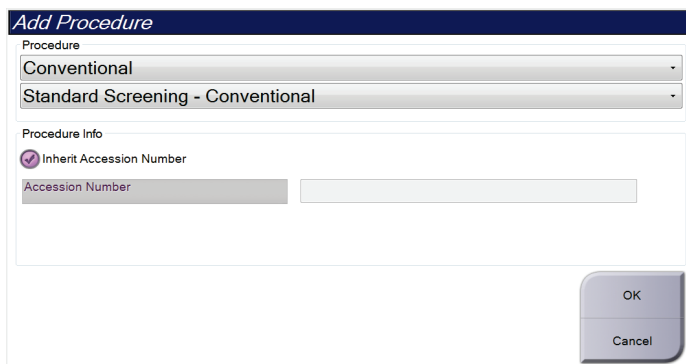 Add Procedure
Procedure
Conventional
Standard Screening - Conventional
Procedure Info
Inherit Accession Number
Accession Number
OK
Cancel